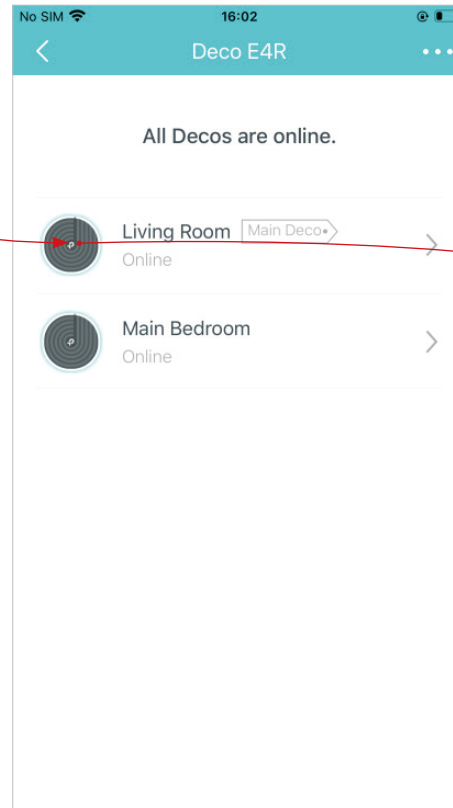 No SIM 16:02
Deco E4R
All Decos are online.
Living Room Main Deco
Online
Main Bedroom
Online